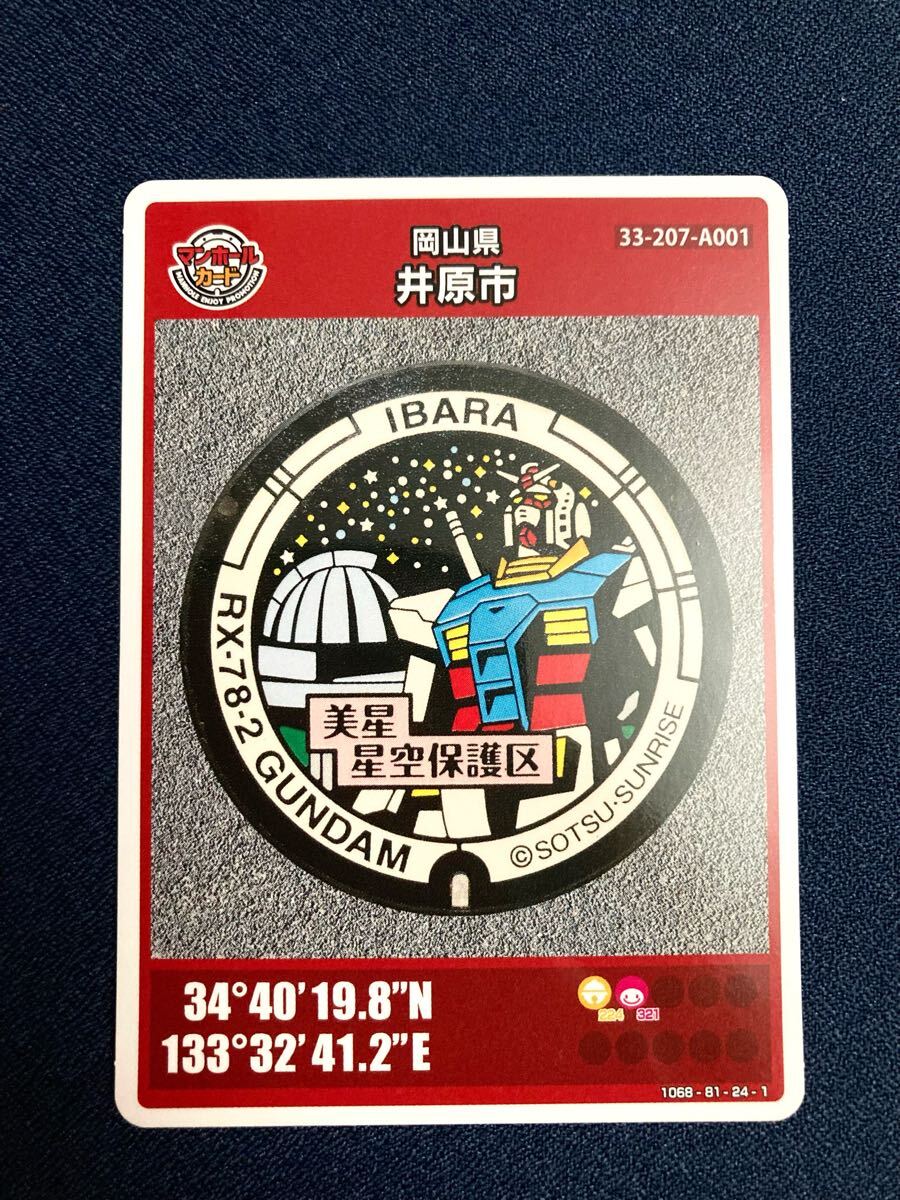 マンホール
カード
MANHOLE ENJOY PROMOTION
岡山県
井原市
33-207-A001
IBARA
RX-78-2 GUNDAM
美星
星空保護区
©SOTSU・SUNRISE
34°40'19.8"N
133°32'41.2"E
224
321
1068-81-24-1